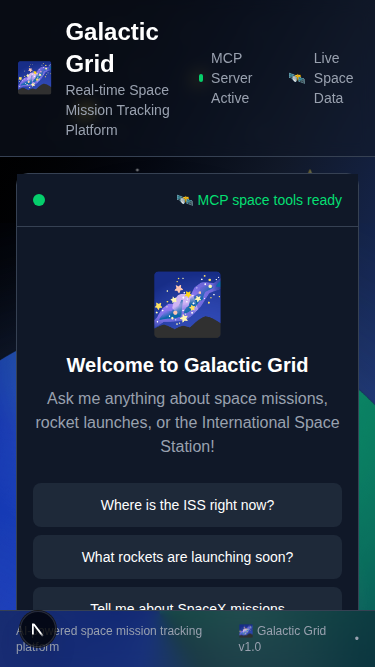 Galactic
Grid
Real-time Space
Mission Tracking
Platform
MCP
Server
Active
Live
Space
Data
MCP space tools ready
Welcome to Galactic Grid
Ask me anything about space missions,
rocket launches, or the International Space
Station!
Where is the ISS right now?
What rockets are launching soon?
Tell me about SpaceX missions
space mission tracking
platform
Galactic Grid
v1.0
•